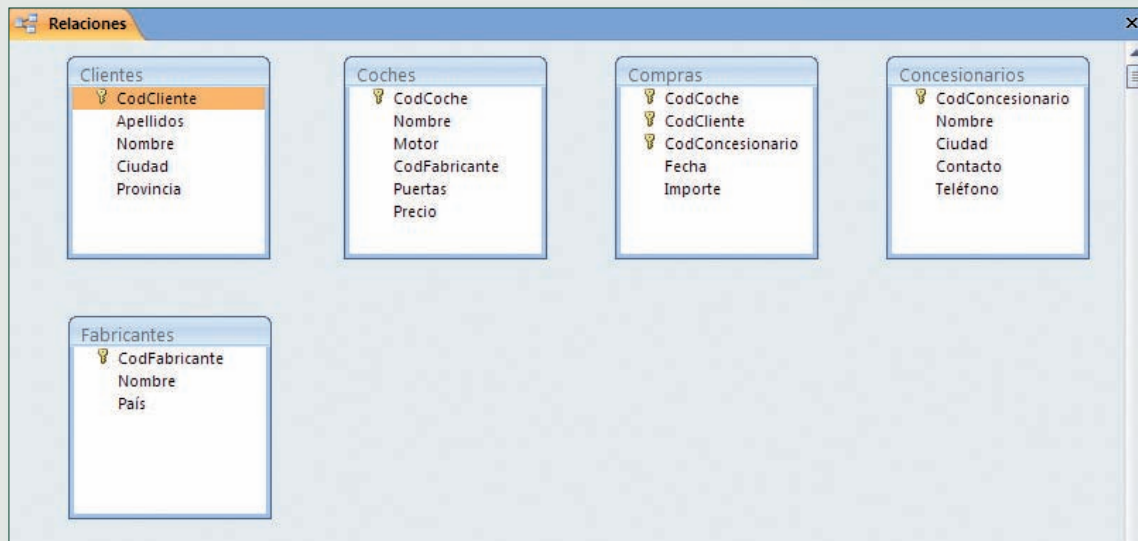 Relaciones
Clientes
CodCliente
Apellidos
Nombre
Ciudad
Provincia
Coches
CodCoche
Nombre
Motor
CodFabricante
Puertas
Precio
Compras
CodCoche
CodCliente
CodConcesionario
Fecha
Importe
Concesionarios
CodConcesionario
Nombre
Ciudad
Contacto
Teléfono
Fabricantes
CodFabricante
Nombre
País